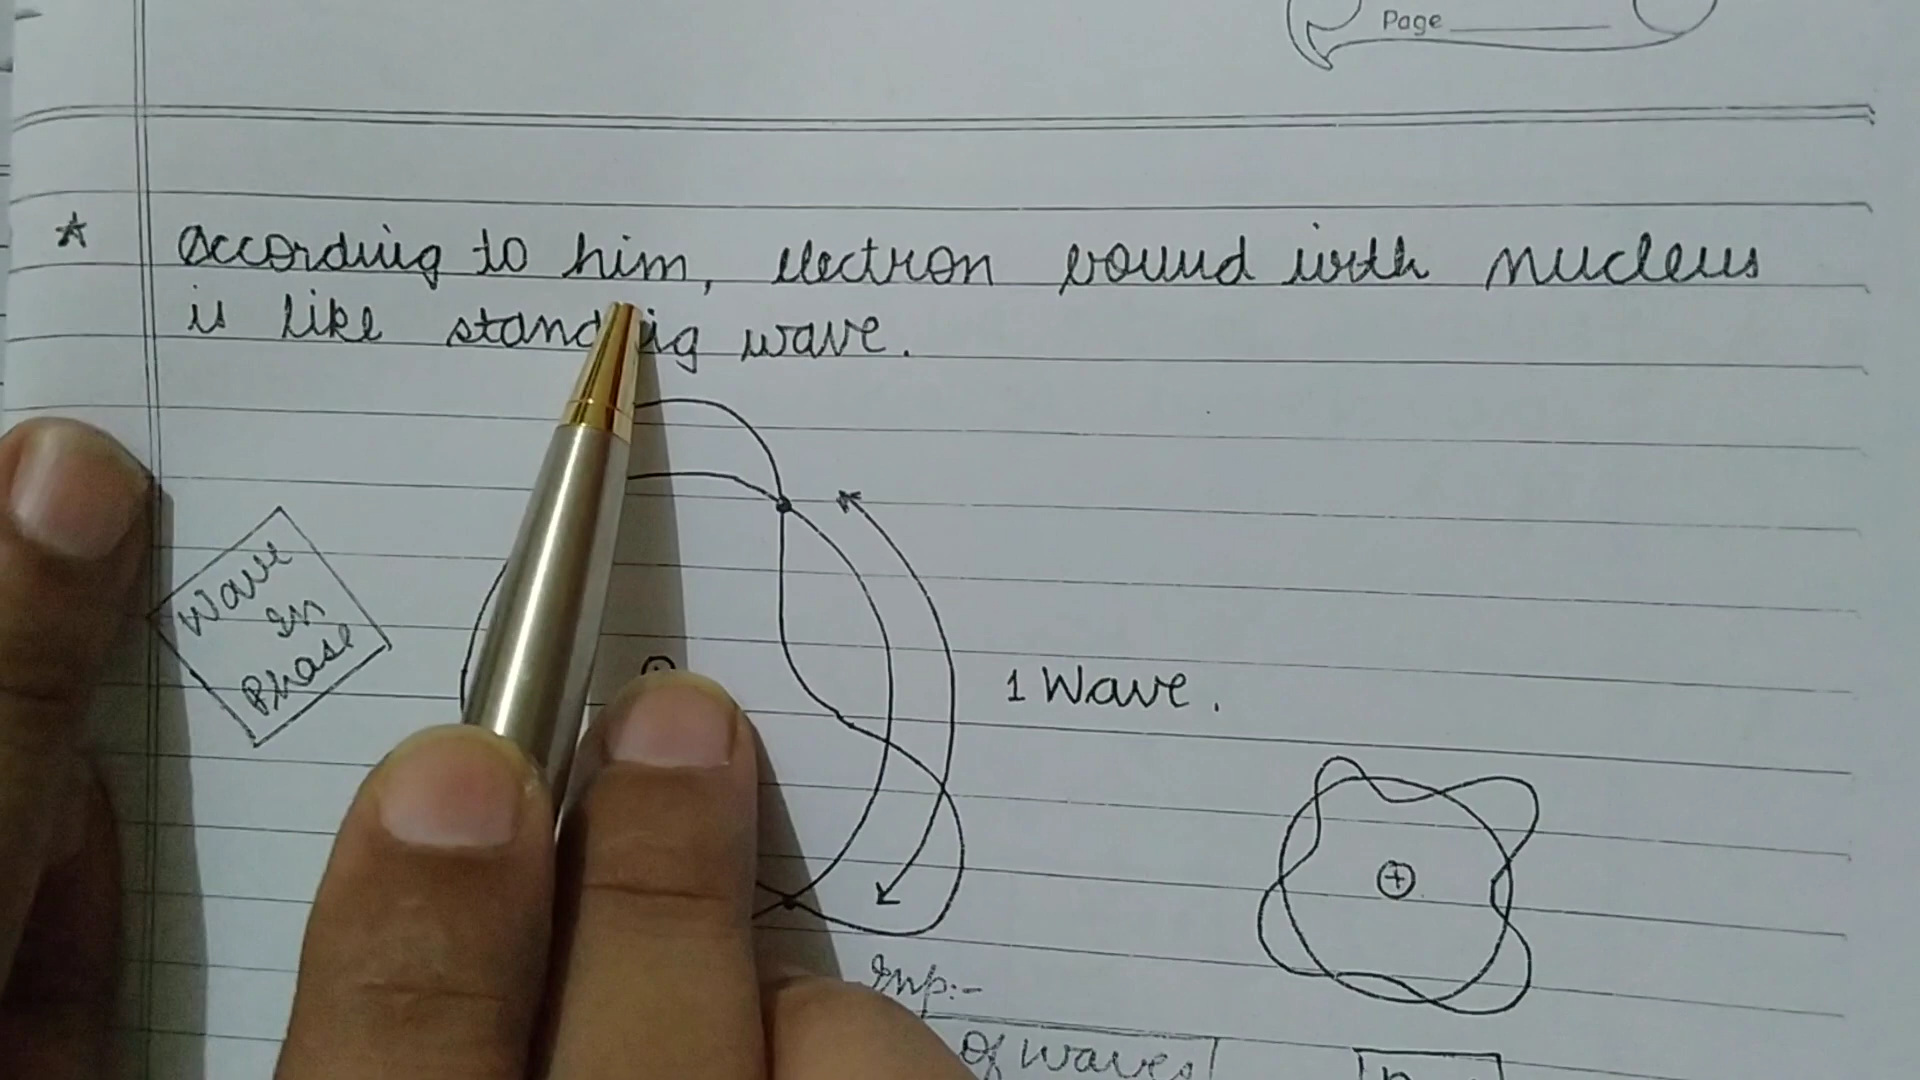 Page
★ according to him, electron bound with nucleus
is like standing wave.
Wave
in
Phase
1 Wave.
+
Imp:-
of waves